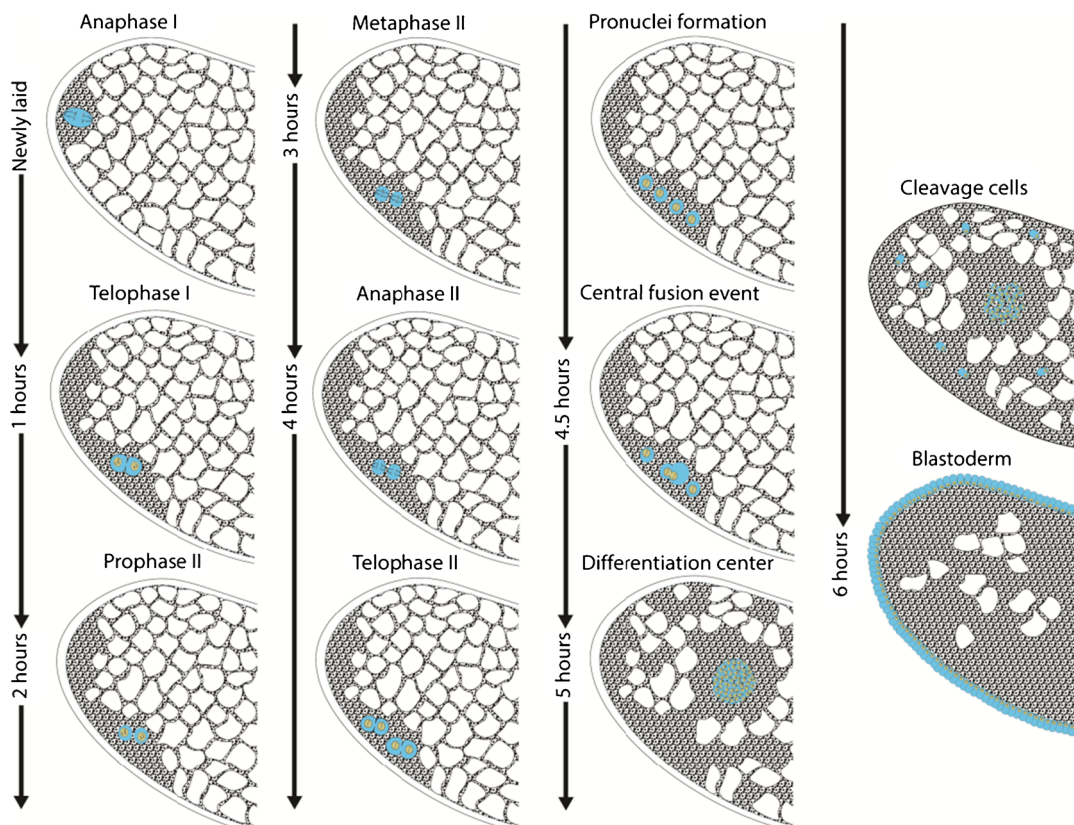 Anaphase I
Newly laid
Telophase I
1 hours
Prophase II
2 hours
Metaphase II
3 hours
Anaphase II
4 hours
Telophase II
Pronuclei formation
Central fusion event
4.5 hours
Differentiation center
5 hours
Cleavage cells
Blastoderm
6 hours